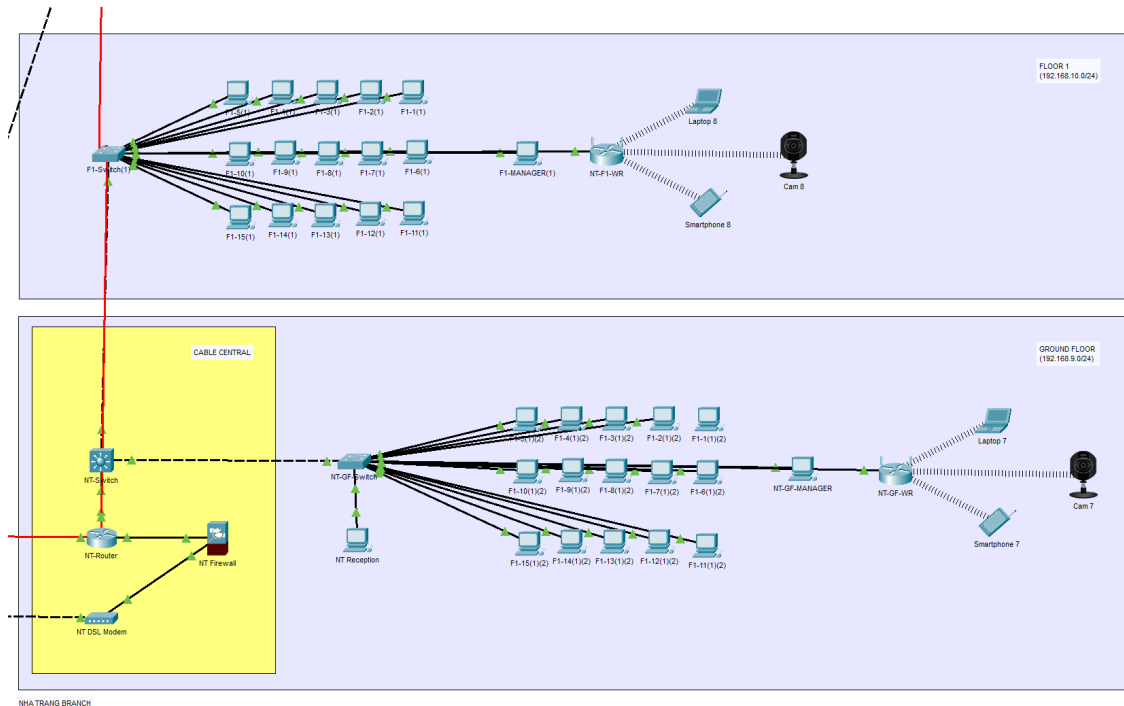 FLOOR 1
(192.168.10.0/24)
F1-3(1)
F1-2(1)
F1-1(1)
Laptop 8
F1-Switch(1)
F1-10(1)
F1-9(1)
F1-8(1)
F1-7(1)
F1-6(1)
F1-MANAGER(1)
NT-F1-WR
Cam 8
Smartphone 8
F1-15(1)
F1-14(1)
F1-13(1)
F1-12(1)
F1-11(1)
CABLE CENTRAL
GROUND FLOOR
(192.168.9.0/24)
F1-4(1)(2)
F1-3(1)(2)
F1-2(1)(2)
F1-1(1)(2)
Laptop 7
NT-Switch
NT-GF-Switch
F1-10(1)(2)
F1-9(1)(2)
F1-8(1)(2)
F1-7(1)(2)
F1-6(1)(2)
NT-GF-MANAGER
NT-GF-WR
Cam 7
Smartphone 7
NT-Router
NT Firewall
NT Reception
F1-15(1)(2)
F1-14(1)(2)
F1-13(1)(2)
F1-12(1)(2)
F1-11(1)(2)
NT DSL Modem
NHA TRANG BRANCH